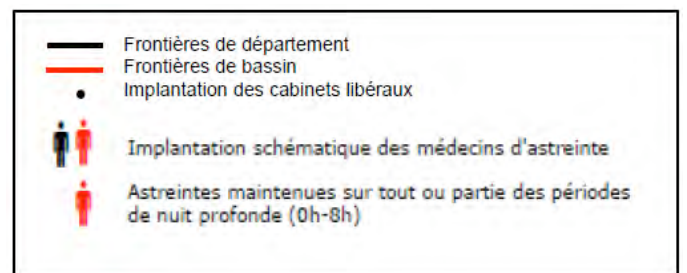 Frontières de département
Frontières de bassin
Implantation des cabinets libéraux
Implantation schématique des médecins d'astreinte
Astreintes maintenues sur tout ou partie des périodes
de nuit profonde (0h-8h)